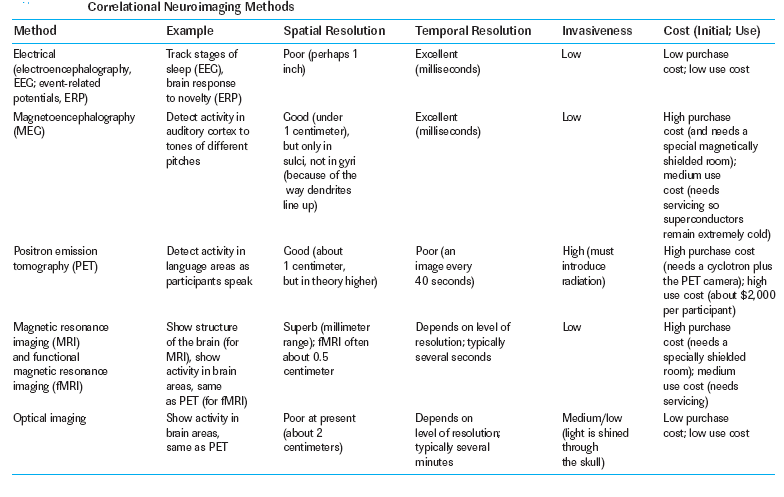 Correlational Neuroimaging Methods
Method Example Spatial Resolution Temporal Resolution Invasiveness Cost (Initial; Use)
Electrical
(electroencephalography,
EEG; event-related
potentials, ERP)
Track stages of
sleep (EEG),
brain response
to novelty (ERP)
Poor (perhaps 1
inch)
Excellent
(milliseconds)
Low
Low purchase
cost; low use cost
Magnetoencephalography
(MEG)
Detect activity in
auditory cortex to
tones of different
pitches
Good (under
1 centimeter),
but only in
sulci, not in gyri
(because of the
way dendrites
line up)
Excellent
(milliseconds)
Low
High purchase
cost (and needs a
special magnetically
shielded room);
medium use
cost (needs
servicing so
superconductors
remain extremely cold)
Positron emission
tomography (PET)
Detect activity in
language areas as
participants speak
Good (about
1 centimeter,
but in theory higher)
Poor (an
image every
40 seconds)
High (must
introduce
radiation)
High purchase cost
(needs a cyclotron plus
the PET camera); high
use cost (about $2,000
per participant)
Magnetic resonance
imaging (MRI)
and functional
magnetic resonance
imaging (fMRI)
Show structure
of the brain (for
MRI), show
activity in brain
areas, same
as PET (for fMRI)
Superb (millimeter
range); fMRI often
about 0.5
centimeter
Depends on level of
resolution; typically
several seconds
Low
High purchase
cost (needs a
specially shielded
room); medium
use cost (needs
servicing)
Optical imaging
Show activity in
brain areas,
same as PET
Poor at present
(about 2
centimeters)
Depends on
level of resolution;
typically several
minutes
Medium/low
(light is shined
through
the skull)
Low purchase
cost; low use cost